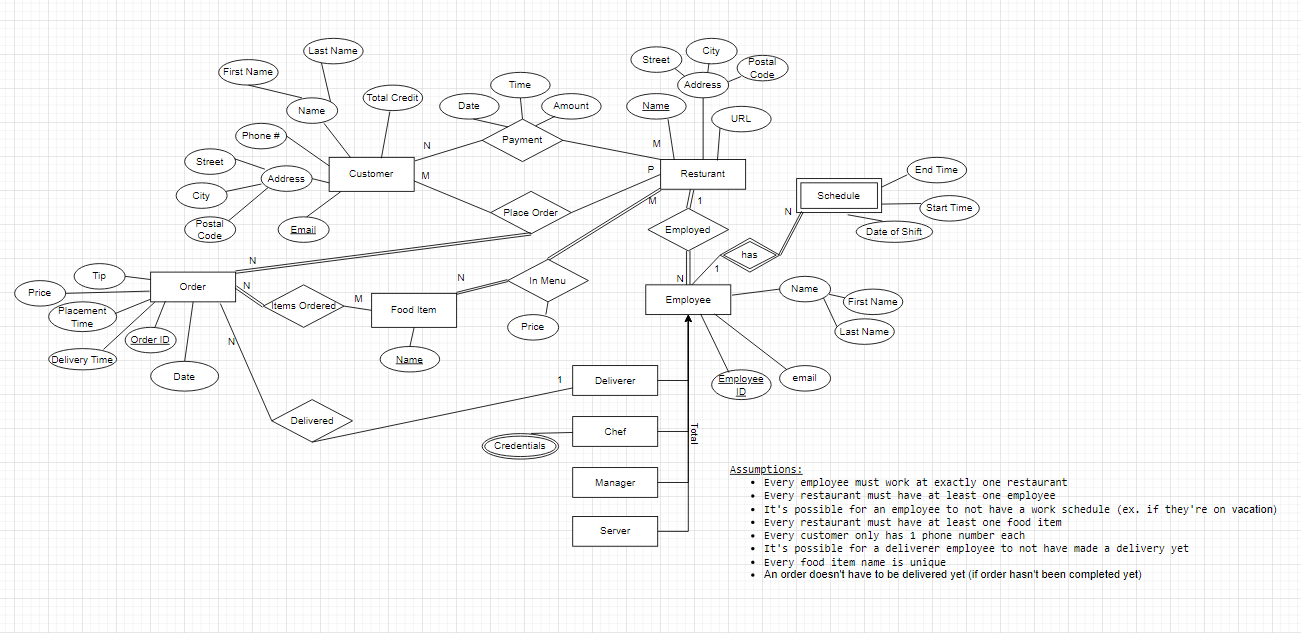 Last Name
First Name
Name
Total Credit
Phone #
Street
Address
City
Postal
Code
Email
Customer
Date
Time
Amount
Payment
N
M
M
P
Place Order
Street
City
Postal
Code
Address
Name
URL
Resturant
M
1
Employed
N
has
1
N
Schedule
End Time
Start Time
Date of Shift
Employee
Name
First Name
Last Name
Employee
ID
email
N
Order
Tip
Price
Placement
Time
Order ID
Delivery Time
Date
N
Items Ordered
M
Food Item
Name
N
In Menu
Price
N
Delivered
1
Deliverer
Chef
Credentials
Manager
Server
Total
Assumptions:
• Every employee must work at exactly one restaurant
• Every restaurant must have at least one employee
• It's possible for an employee to not have a work schedule (ex. if they're on vacation)
• Every restaurant must have at least one food item
• Every customer only has 1 phone number each
• It's possible for a deliverer employee to not have made a delivery yet
• Every food item name is unique
• An order doesn't have to be delivered yet (if order hasn't been completed yet)